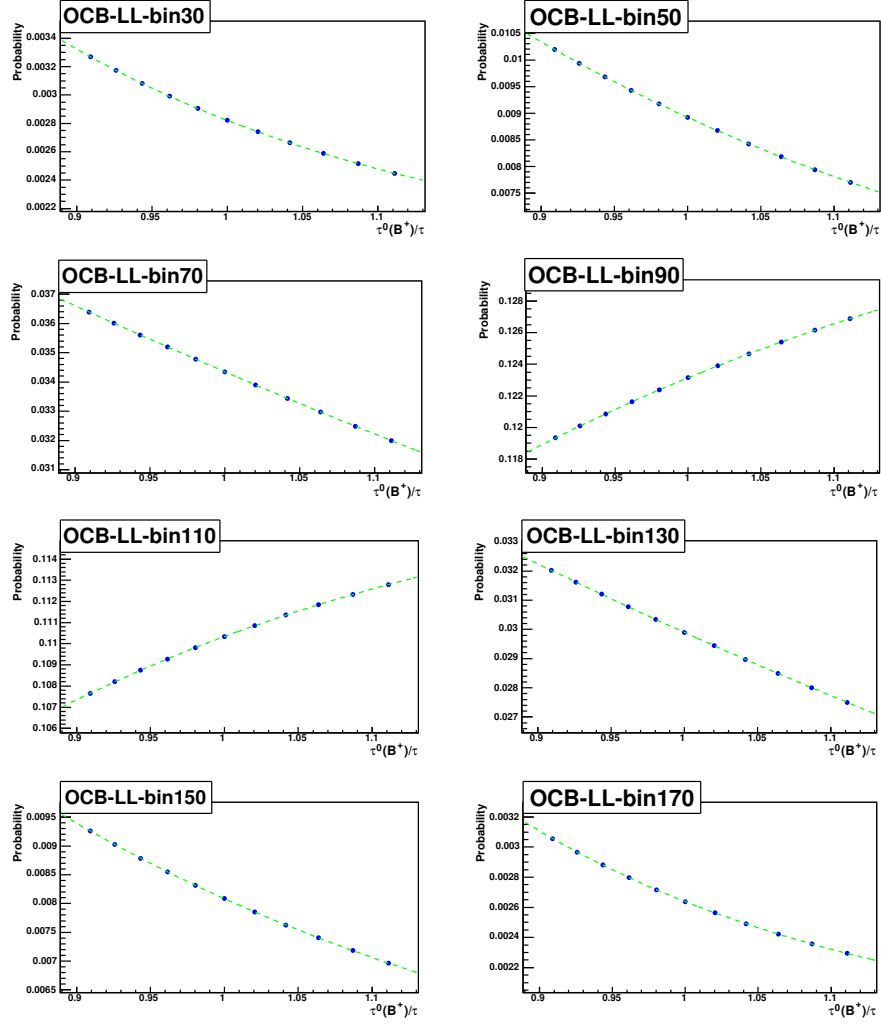 OCB-LL-bin30
Probability
0.0034
0.0032
0.003
0.0028
0.0026
0.0024
0.0022
0.9 0.95 1 1.05 1.1
τ⁰(B⁺)/τ
OCB-LL-bin50
Probability
0.0105
0.01
0.0095
0.009
0.0085
0.008
0.0075
0.9 0.95 1 1.05 1.1
τ⁰(B⁺)/τ
OCB-LL-bin70
Probability
0.037
0.036
0.035
0.034
0.033
0.032
0.031
0.9 0.95 1 1.05 1.1
τ⁰(B⁺)/τ
OCB-LL-bin90
Probability
0.128
0.126
0.124
0.122
0.12
0.118
0.9 0.95 1 1.05 1.1
τ⁰(B⁺)/τ
OCB-LL-bin110
Probability
0.114
0.113
0.112
0.111
0.11
0.109
0.108
0.107
0.106
0.9 0.95 1 1.05 1.1
τ⁰(B⁺)/τ
OCB-LL-bin130
Probability
0.033
0.032
0.031
0.03
0.029
0.028
0.027
0.9 0.95 1 1.05 1.1
τ⁰(B⁺)/τ
OCB-LL-bin150
Probability
0.0095
0.009
0.0085
0.008
0.0075
0.007
0.0065
0.9 0.95 1 1.05 1.1
τ⁰(B⁺)/τ
OCB-LL-bin170
Probability
0.0032
0.003
0.0028
0.0026
0.0024
0.0022
0.9 0.95 1 1.05 1.1
τ⁰(B⁺)/τ